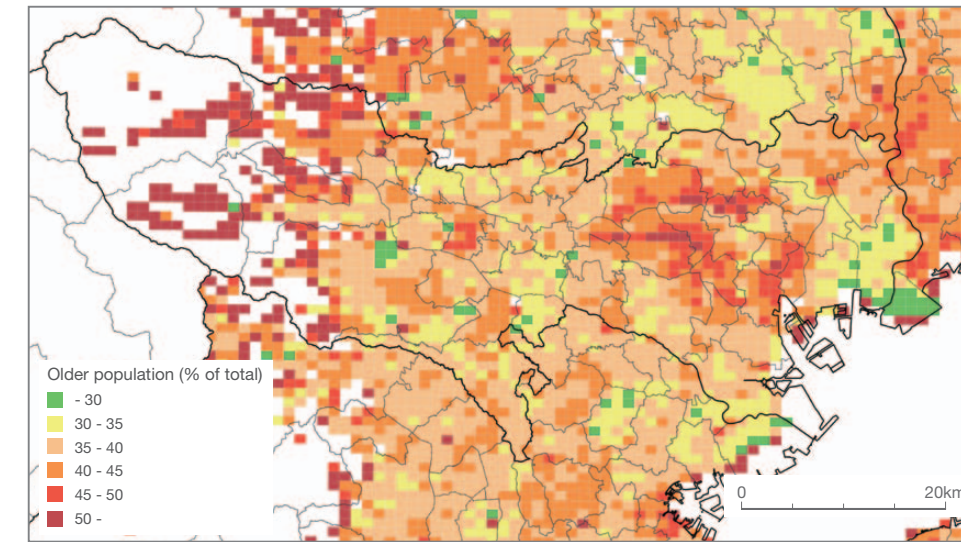 Older population (% of total)
- 30
30 - 35
35 - 40
40 - 45
45 - 50
50 -
0 20km